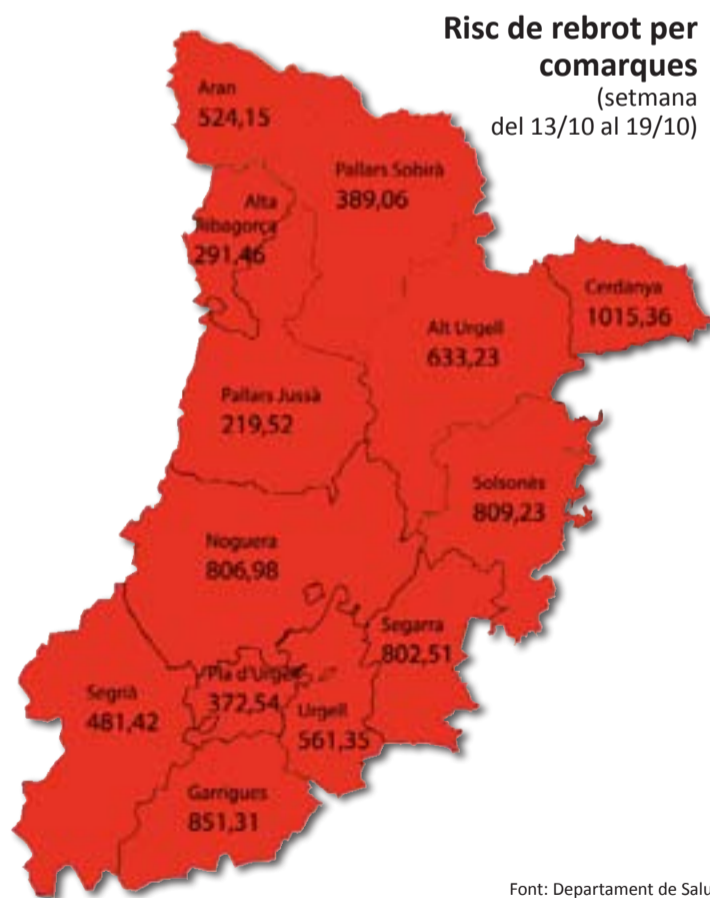 Risc de rebrot per
comarques
(setmana
del 13/10 al 19/10)
Aran
524,15
Pallars Sobirà
389,06
Alta
Ribagorça
291,46
Cerdanya
1015,36
Alt Urgell
633,23
Pallars Jussà
219,52
Solsonès
809,23
Noguera
806,98
Segarra
802,51
Pla d'Urgell
372,54
Segrià
481,42
Urgell
561,35
Garrigues
851,31
Font: Departament de Salu